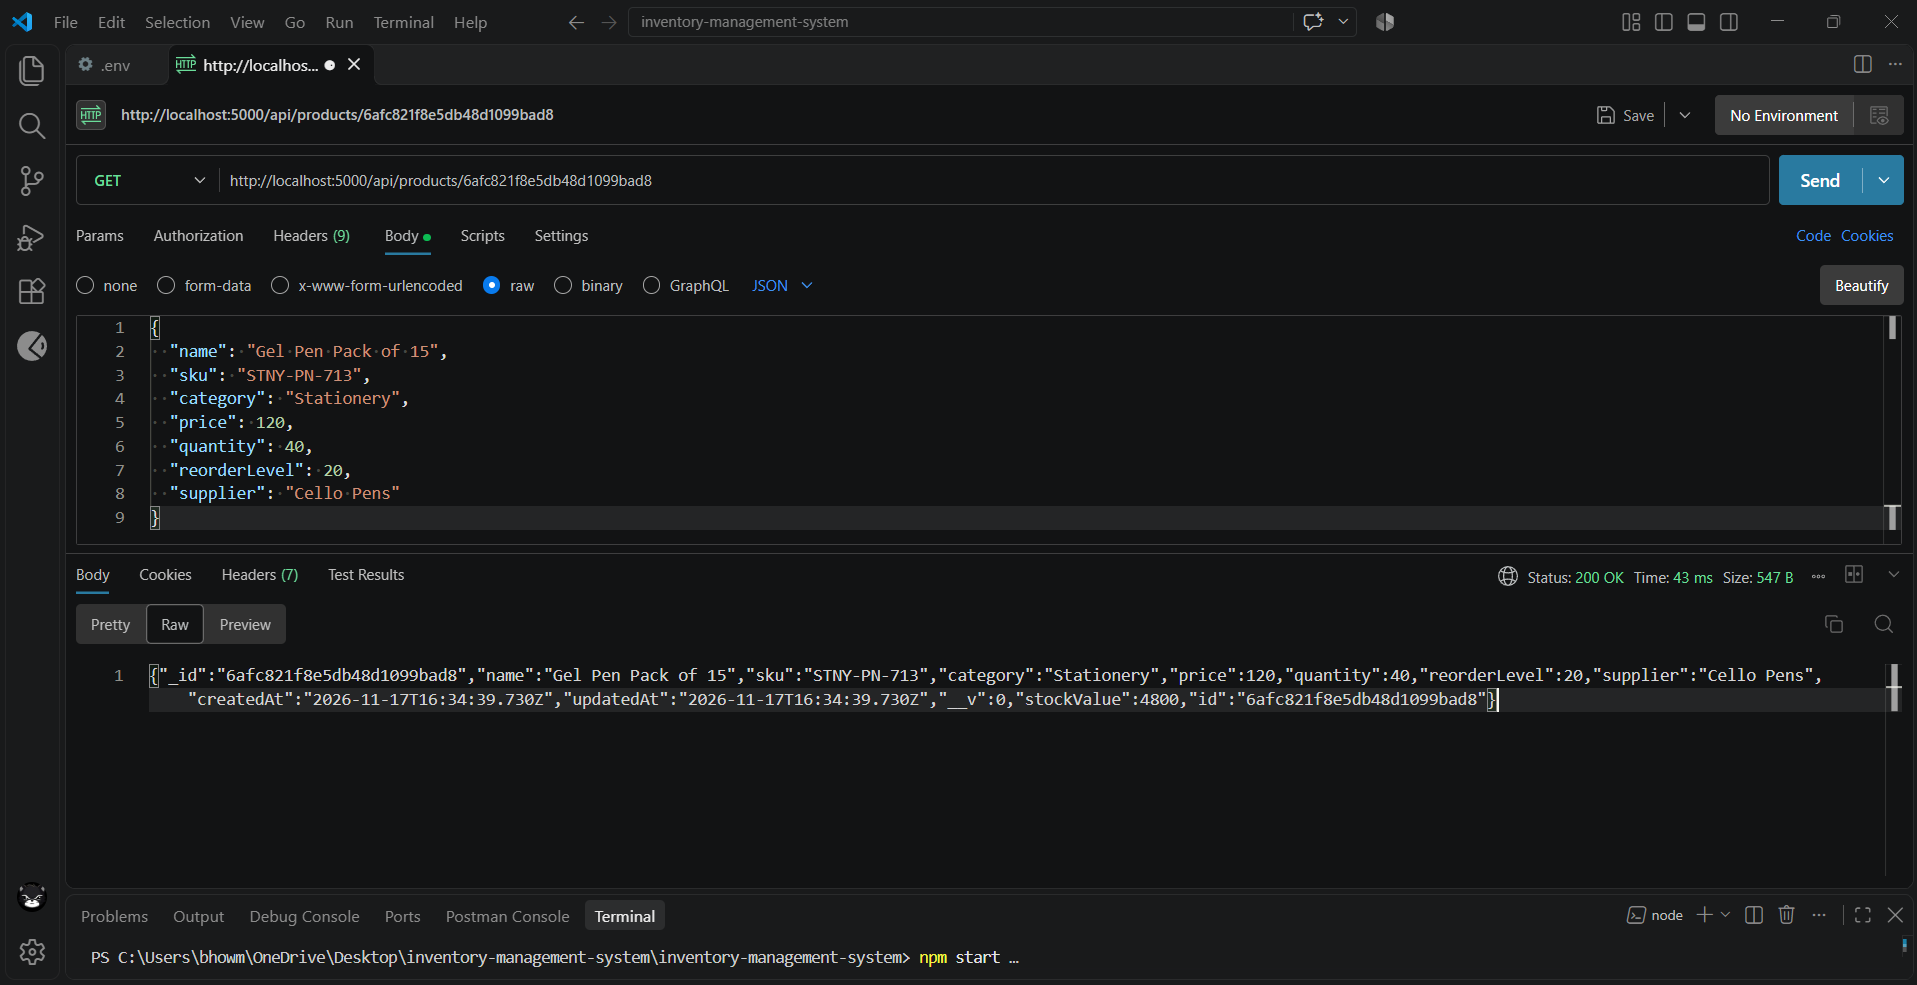 File Edit Selection View Go Run Terminal Help
inventory-management-system
.env
HTTP http://localhos...
HTTP http://localhost:5000/api/products/6afc821f8e5db48d1099bad8
Save
No Environment
GET
http://localhost:5000/api/products/6afc821f8e5db48d1099bad8
Send
Params Authorization Headers (9) Body Scripts Settings
Code Cookies
none form-data x-www-form-urlencoded raw binary GraphQL JSON
Beautify
1 {
2 "name": "Gel Pen Pack of 15",
3 "sku": "STNY-PN-713",
4 "category": "Stationery",
5 "price": 120,
6 "quantity": 40,
7 "reorderLevel": 20,
8 "supplier": "Cello Pens"
9 }
Body Cookies Headers (7) Test Results
Status: 200 OK Time: 43 ms Size: 547 B
Pretty Raw Preview
1 {"_id":"6afc821f8e5db48d1099bad8","name":"Gel Pen Pack of 15","sku":"STNY-PN-713","category":"Stationery","price":120,"quantity":40,"reorderLevel":20,"supplier":"Cello Pens",
"createdAt":"2026-11-17T16:34:39.730Z","updatedAt":"2026-11-17T16:34:39.730Z","__v":0,"stockValue":4800,"id":"6afc821f8e5db48d1099bad8"}
Problems Output Debug Console Ports Postman Console Terminal
node
PS C:\Users\bhowm\OneDrive\Desktop\inventory-management-system\inventory-management-system> npm start …